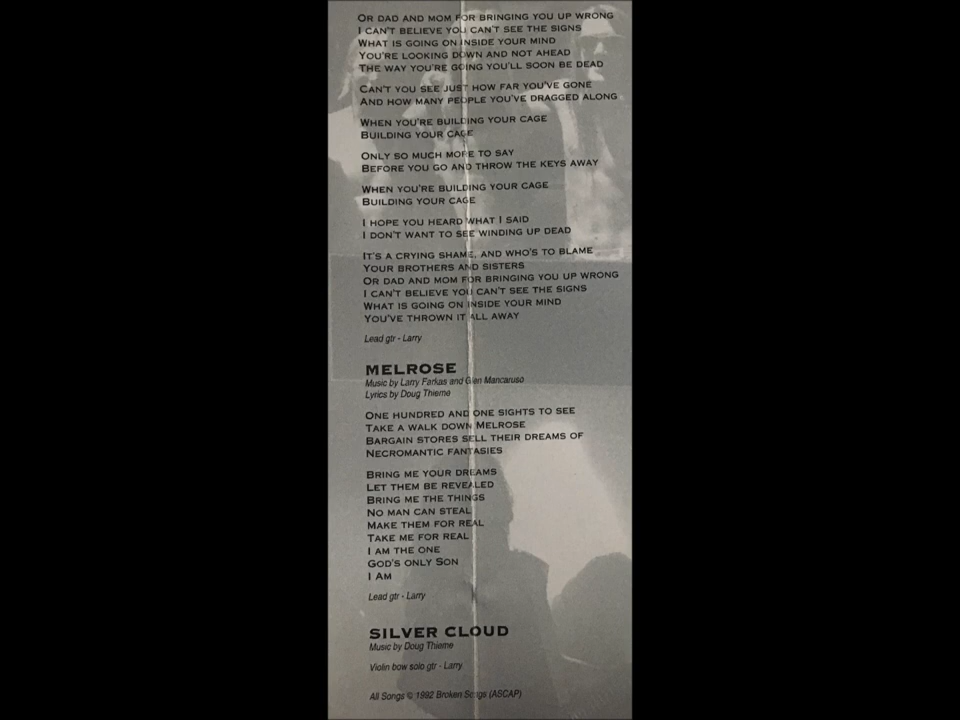 OR DAD AND MOM FOR BRINGING YOU UP WRONG
I CAN'T BELIEVE YOU CAN'T SEE THE SIGNS
WHAT IS GOING ON INSIDE YOUR MIND
YOU'RE LOOKING DOWN AND NOT AHEAD
THE WAY YOU'RE GOING YOU'LL SOON BE DEAD
CAN'T YOU SEE JUST HOW FAR YOU'VE GONE
AND HOW MANY PEOPLE YOU'VE DRAGGED ALONG
WHEN YOU'RE BUILDING YOUR CAGE
BUILDING YOUR CAGE
ONLY SO MUCH MORE TO SAY
BEFORE YOU GO AND THROW THE KEYS AWAY
WHEN YOU'RE BUILDING YOUR CAGE
BUILDING YOUR CAGE
I HOPE YOU HEARD WHAT I SAID
I DON'T WANT TO SEE WINDING UP DEAD
IT'S A CRYING SHAME, AND WHO'S TO BLAME
YOUR BROTHERS AND SISTERS
OR DAD AND MOM FOR BRINGING YOU UP WRONG
I CAN'T BELIEVE YOU CAN'T SEE THE SIGNS
WHAT IS GOING ON INSIDE YOUR MIND
YOU'VE THROWN IT ALL AWAY
Lead gtr - Larry
MELROSE
Music by Larry Farkas and Glen Mancaruso
Lyrics by Doug Thieme
ONE HUNDRED AND ONE SIGHTS TO SEE
TAKE A WALK DOWN MELROSE
BARGAIN STORES SELL THEIR DREAMS OF
NECROMANTIC FANTASIES
BRING ME YOUR DREAMS
LET THEM BE REVEALED
BRING ME THE THINGS
NO MAN CAN STEAL
MAKE THEM FOR REAL
TAKE ME FOR REAL
I AM THE ONE
GOD'S ONLY SON
I AM
Lead gtr - Larry
SILVER CLOUD
Music by Doug Thieme
Violin bow solo gtr - Larry
All Songs © 1992 Broken Songs (ASCAP)